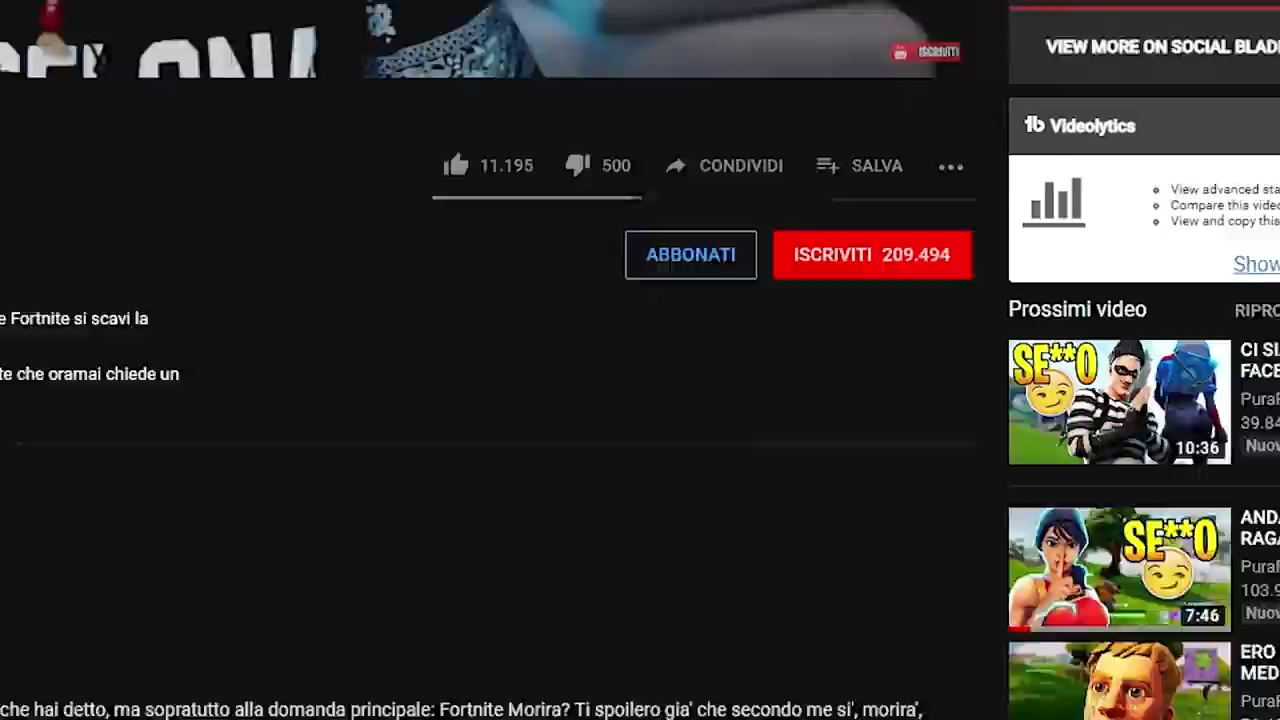 ISCRIVITI
VIEW MORE ON SOCIAL
tb Videolytics
11.195 500 CONDIVIDI SALVA
View advanced
Compare this
View and copy this
ABBONATI ISCRIVITI 209.494
Show
e Fortnite si scavi la
Prossimi video
te che oramai chiede un
SE**O
CI
10:36
SE**O
7:46
ERO
che hai detto, ma sopratutto alla domanda principale: Fortnite Morira? Ti spoilero gia' che secondo me si', morira',